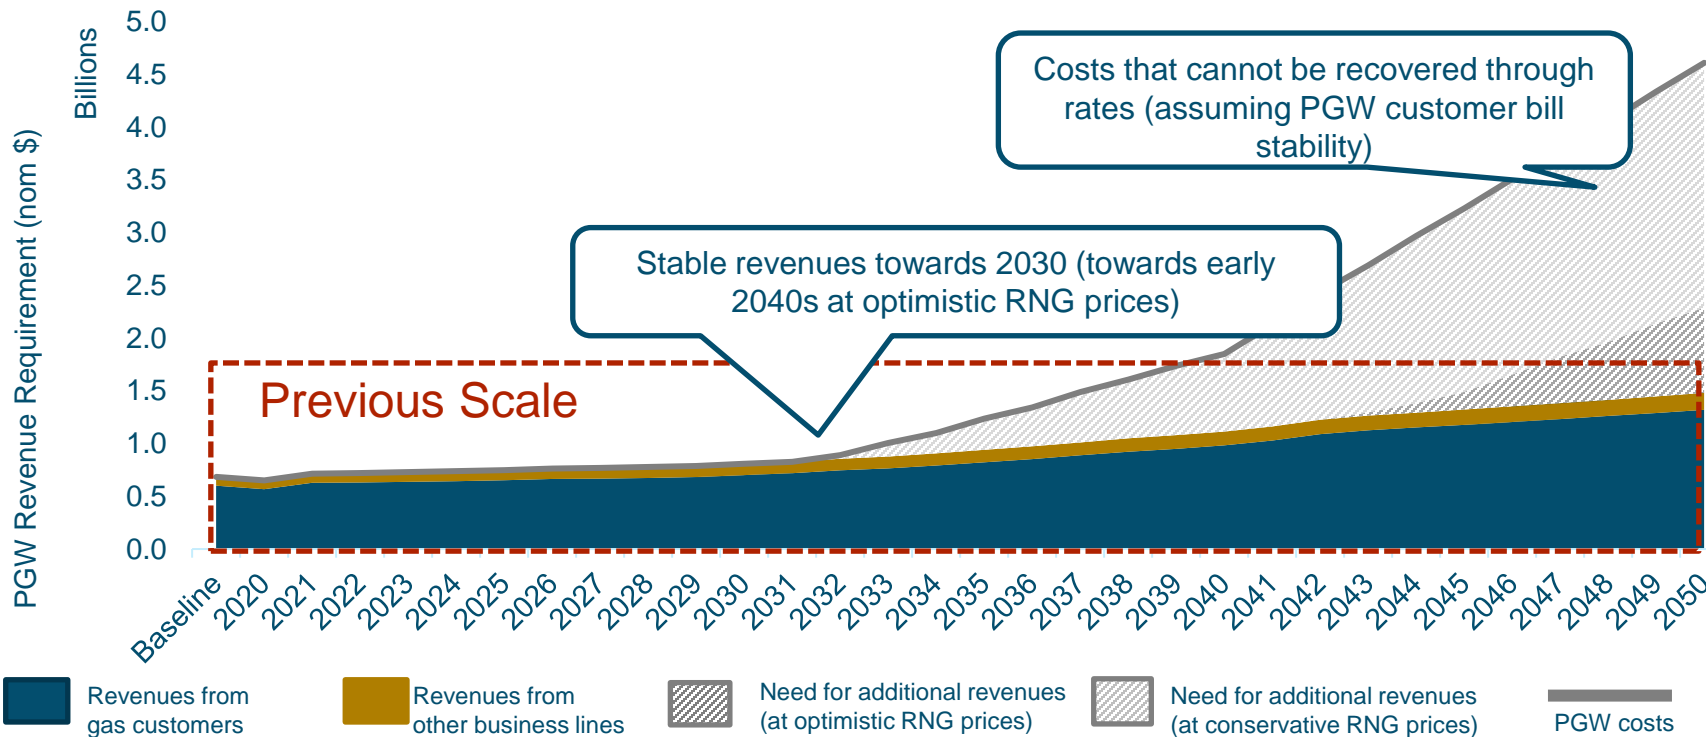 PGW Revenue Requirement (nom $)
Billions
5.0
4.5
4.0
3.5
3.0
2.5
2.0
1.5
1.0
0.5
0.0
Costs that cannot be recovered through
rates (assuming PGW customer bill
stability)
Stable revenues towards 2030 (towards early
2040s at optimistic RNG prices)
Previous Scale
Baseline
2020
2021
2022
2023
2024
2025
2026
2027
2028
2029
2030
2031
2032
2033
2034
2035
2036
2037
2038
2039
2040
2041
2042
2043
2044
2045
2046
2047
2048
2049
2050
Revenues from
gas customers
Revenues from
other business lines
Need for additional revenues
(at optimistic RNG prices)
Need for additional revenues
(at conservative RNG prices)
PGW costs